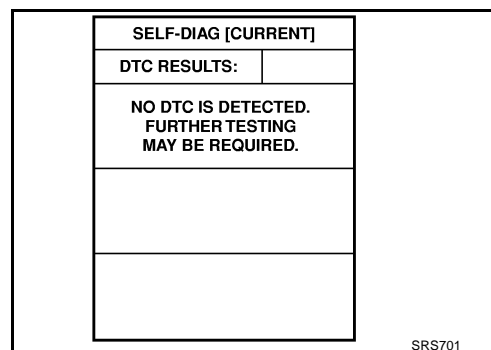 SELF-DIAG [CURRENT]
DTC RESULTS:
NO DTC IS DETECTED.
FURTHER TESTING
MAY BE REQUIRED.
SRS701